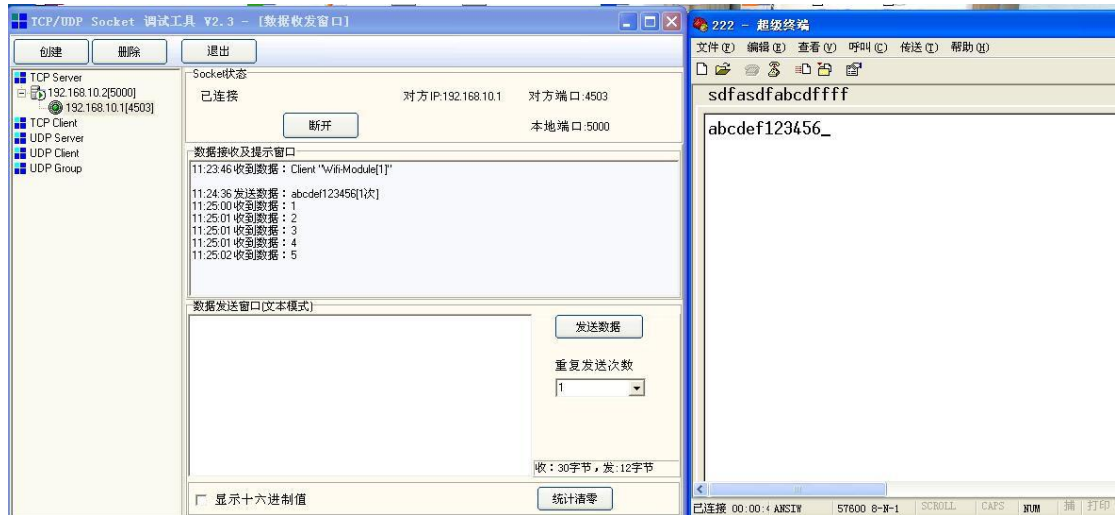 TCP/UDP Socket 调试工具 V2.3 - [数据收发窗口]
创建 删除 退出
TCP Server
192.168.10.2[5000]
192.168.10.1[4503]
TCP Client
UDP Server
UDP Client
UDP Group
Socket状态
已连接 对方IP:192.168.10.1 对方端口:4503
断开 本地端口:5000
数据接收及提示窗口
11:23:46 收到数据：Client "Wifi-Module[1]"
11:24:36 发送数据：abcdef123456[1次]
11:25:00 收到数据：1
11:25:01 收到数据：2
11:25:01 收到数据：3
11:25:01 收到数据：4
11:25:02 收到数据：5
数据发送窗口(文本模式)
发送数据
重复发送次数
1
收：30字节，发:12字节
显示十六进制值 统计清零
222 - 超级终端
文件(F) 编辑(E) 查看(V) 呼叫(C) 传送(T) 帮助(H)
sdfasdfabcdffff
abcdef123456_
已连接 00:00:4 ANSIW 57600 8-N-1 SCROLL CAPS NUM 捕 打印